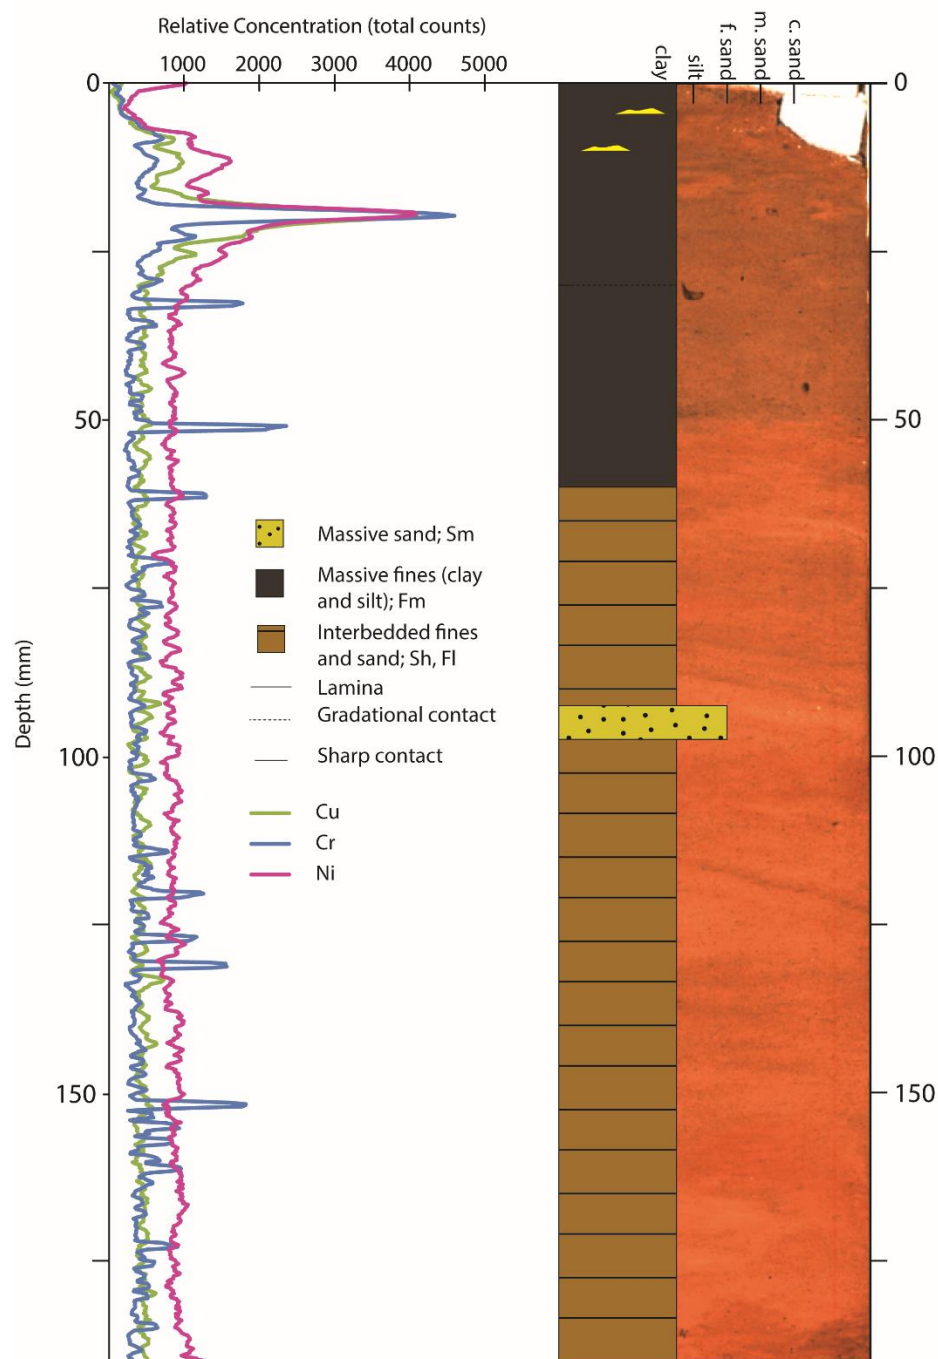 Relative Concentration (total counts)
0 1000 2000 3000 4000 5000
clay
silt
f. sand
m. sand
c. sand
0
50
100
150
Depth (mm)
Massive sand; Sm
Massive fines (clay
and silt); Fm
Interbedded fines
and sand; Sh, Fl
Lamina
Gradational contact
Sharp contact
Cu
Cr
Ni
0
50
100
150